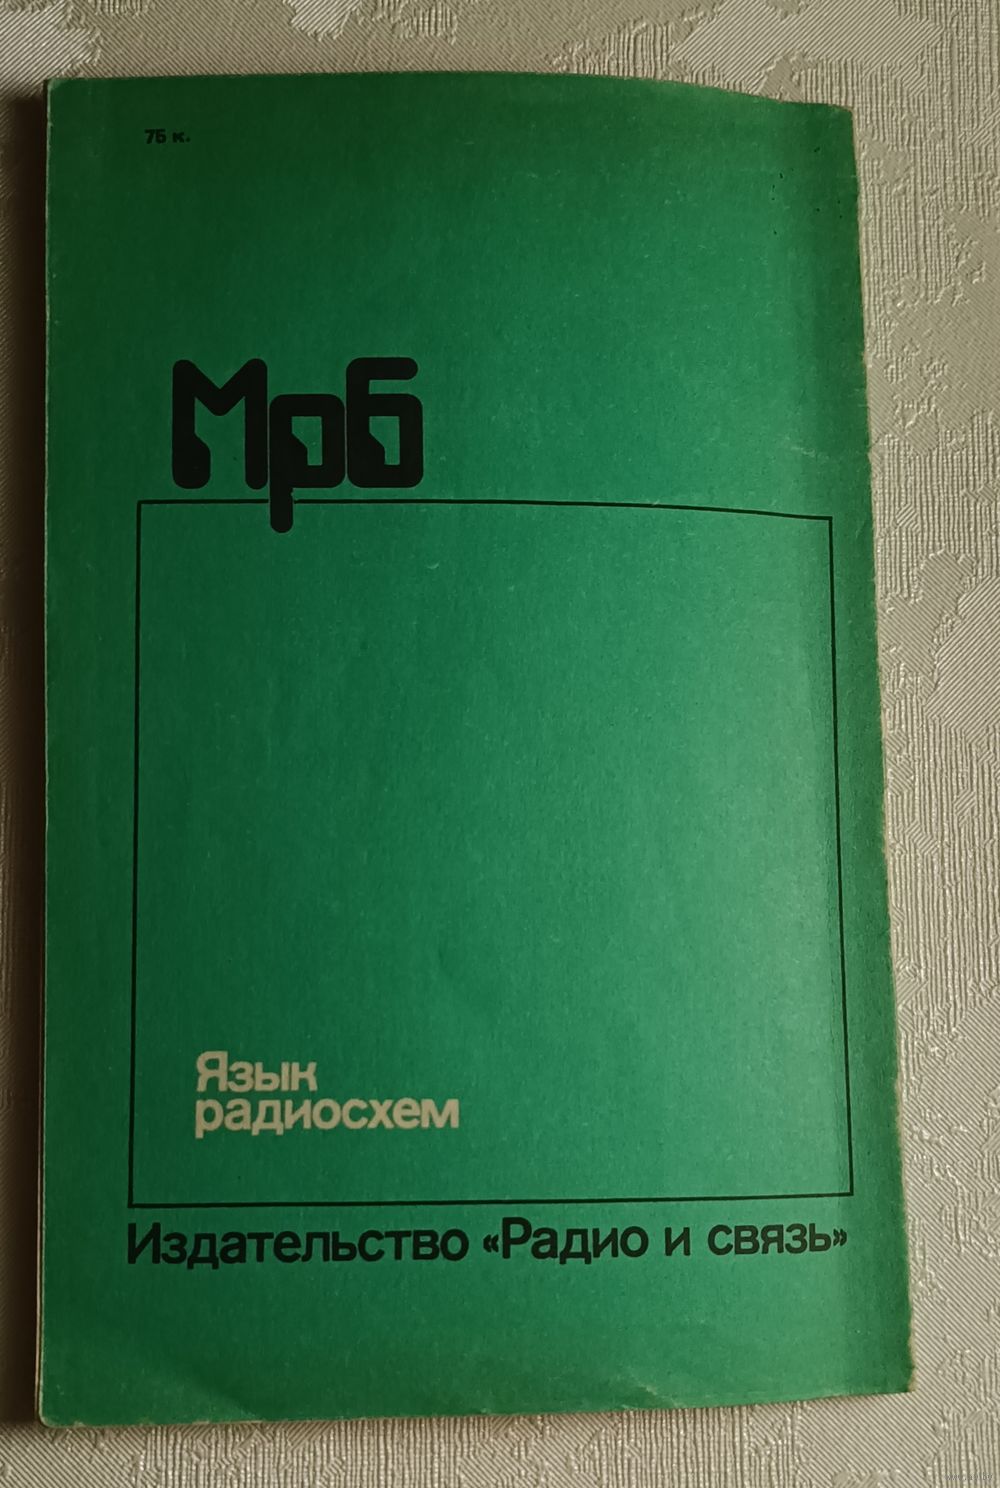 75 к.
Мрб
Язык
радиосхем
Издательство «Радио и связь»